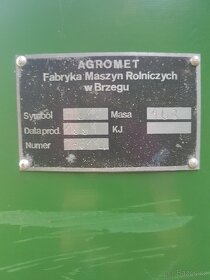 AGROMET
Fabryka Maszyn Rolniczych
w Brzegu
Symbol Masa
Data prod. KJ
Numer